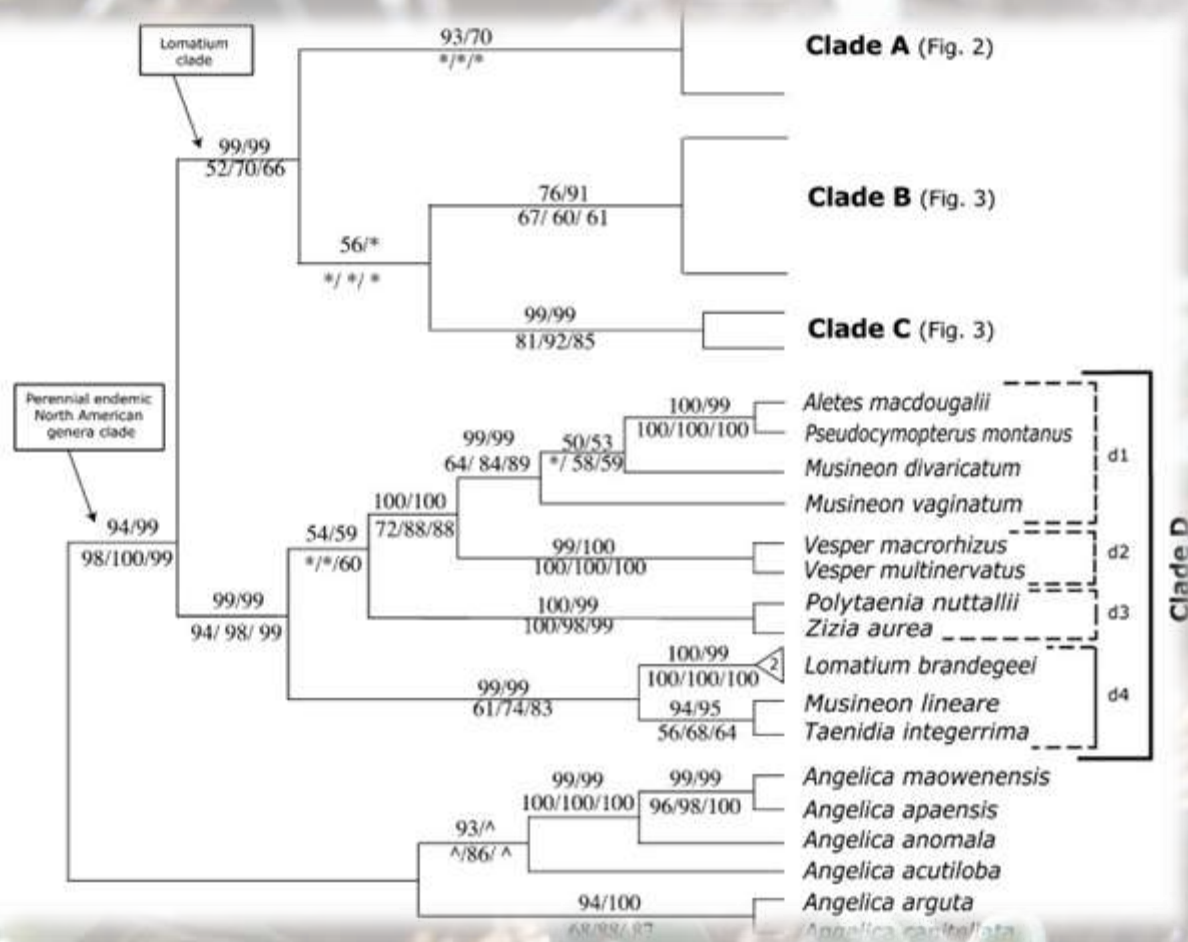 Lomatium
clade
93/70
*/*/*
Clade A (Fig. 2)
99/99
52/70/66
76/91
67/ 60/ 61
Clade B (Fig. 3)
56/*
*/ */ *
99/99
81/92/85
Clade C (Fig. 3)
Perennial endemic
North American
genera clade
94/99
98/100/99
99/99
94/ 98/ 99
54/59
*/*/60
100/100
72/88/88
99/99
64/ 84/89
50/53
*/ 58/59
100/99
100/100/100
Aletes macdougalii
Pseudocymopterus montanus
Musineon divaricatum
Musineon vaginatum
d1
99/100
100/100/100
Vesper macrorhizus
Vesper multinervatus
d2
100/99
100/98/99
Polytaenia nuttallii
Zizia aurea
d3
99/99
61/74/83
100/99
100/100/100
2
Lomatium brandegeei
94/95
56/68/64
Musineon lineare
Taenidia integerrima
d4
Clade D
99/99
100/100/100
99/99
96/98/100
Angelica maowenensis
Angelica apaensis
93/^
^/86/ ^
Angelica anomala
Angelica acutiloba
94/100
68/88/87
Angelica arguta
Angelica capitellata